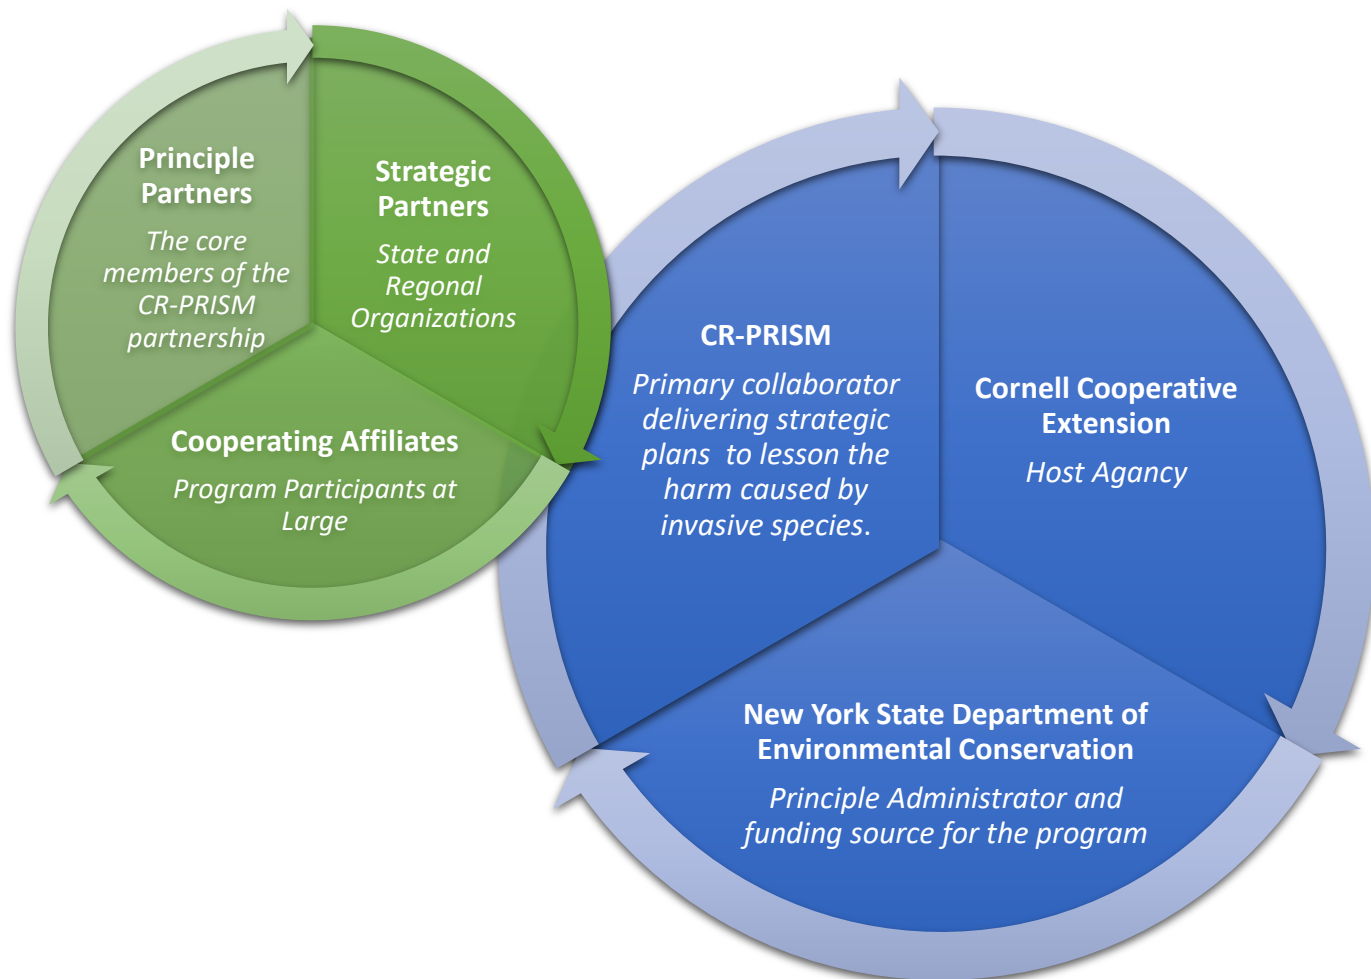 Principle
Partners
The core
members of the
CR-PRISM
partnership
Strategic
Partners
State and
Regional
Organizations
Cooperating Affiliates
Program Participants at
Large
CR-PRISM
Primary collaborator
delivering strategic
plans  to lesson the
harm caused by
invasive species.
Cornell Cooperative
Extension
Host Agancy
New York State Department of
Environmental Conservation
Principle Administrator and
funding source for the program